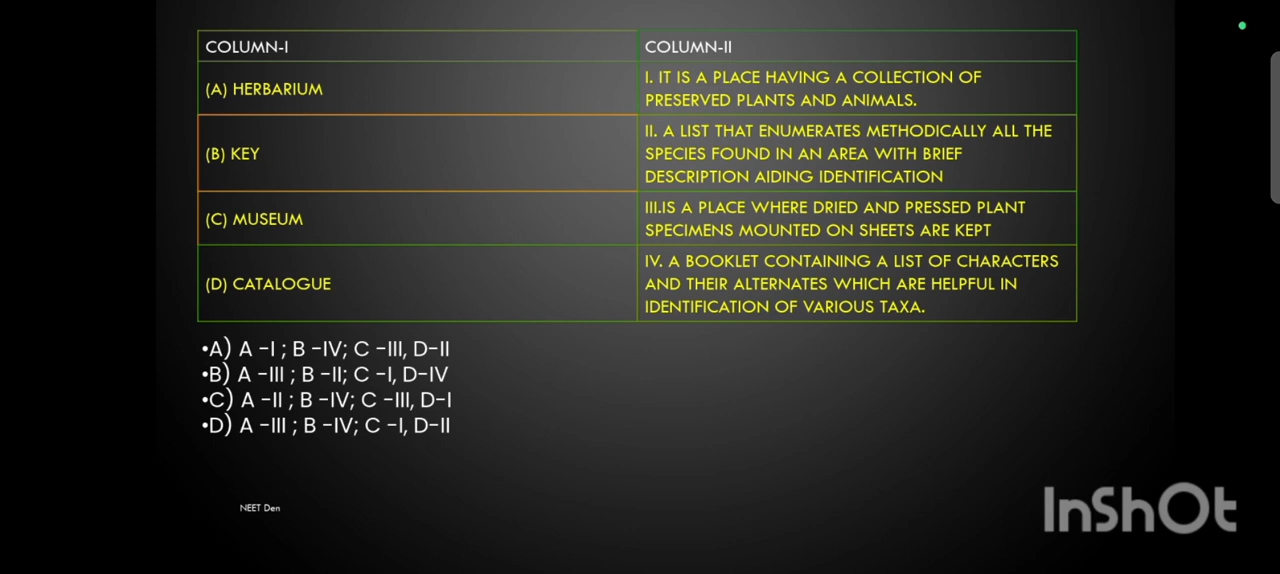 COLUMN-I
COLUMN-II
(A) HERBARIUM
I. IT IS A PLACE HAVING A COLLECTION OF
PRESERVED PLANTS AND ANIMALS.
(B) KEY
II. A LIST THAT ENUMERATES METHODICALLY ALL THE
SPECIES FOUND IN AN AREA WITH BRIEF
DESCRIPTION AIDING IDENTIFICATION
(C) MUSEUM
III.IS A PLACE WHERE DRIED AND PRESSED PLANT
SPECIMENS MOUNTED ON SHEETS ARE KEPT
(D) CATALOGUE
IV. A BOOKLET CONTAINING A LIST OF CHARACTERS
AND THEIR ALTERNATES WHICH ARE HELPFUL IN
IDENTIFICATION OF VARIOUS TAXA.
•A) A -I ; B -IV; C -III, D-II
•B) A -III ; B -II; C -I, D-IV
•C) A -II ; B -IV; C -III, D-I
•D) A -III ; B -IV; C -I, D-II
NEET Den
InShOt